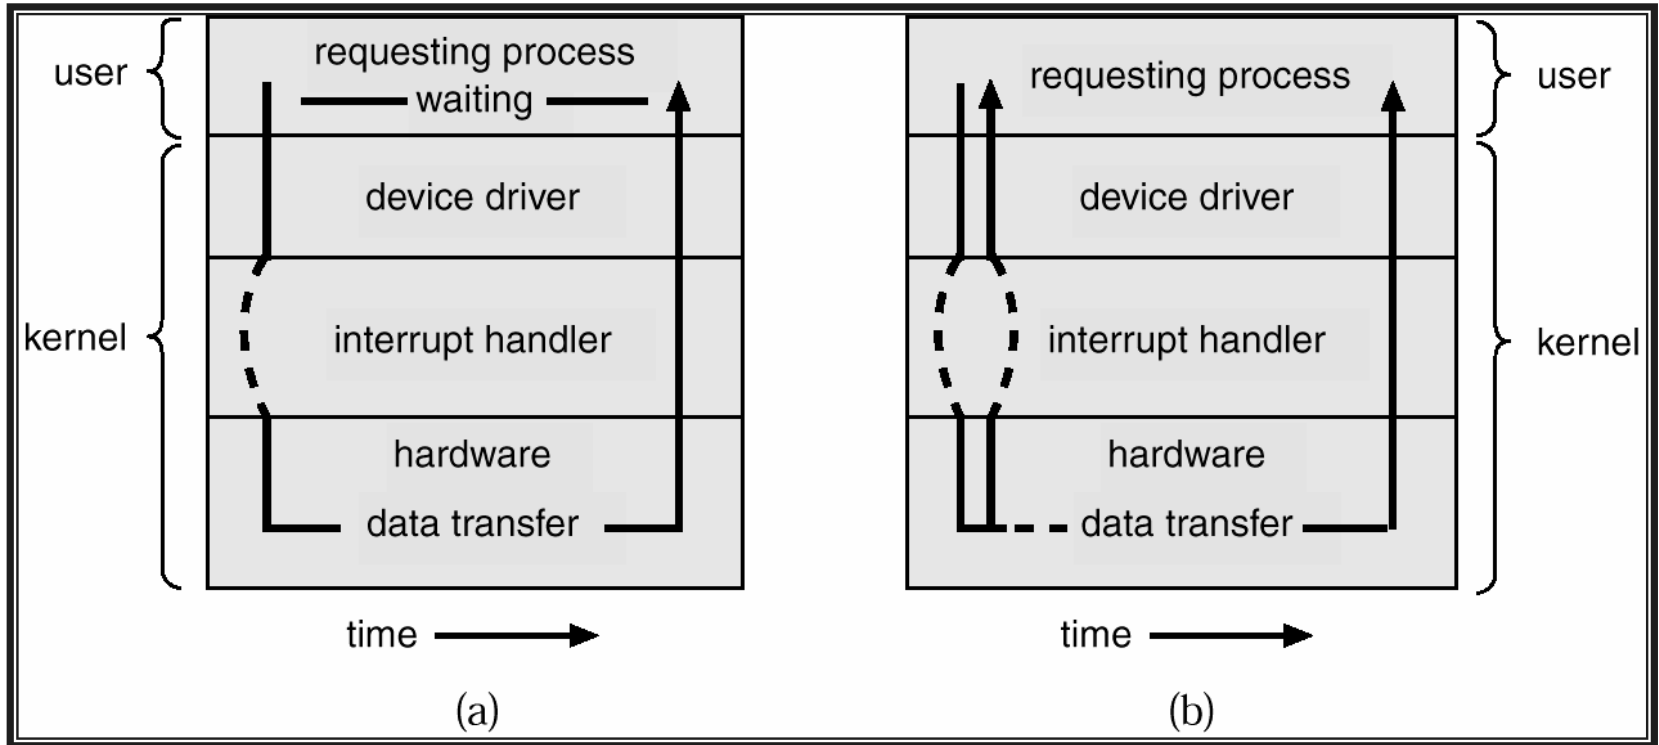 requesting process
user
waiting
device driver
kernel
interrupt handler
hardware
data transfer
time
(a)
requesting process
user
device driver
interrupt handler
kernel
hardware
data transfer
time
(b)